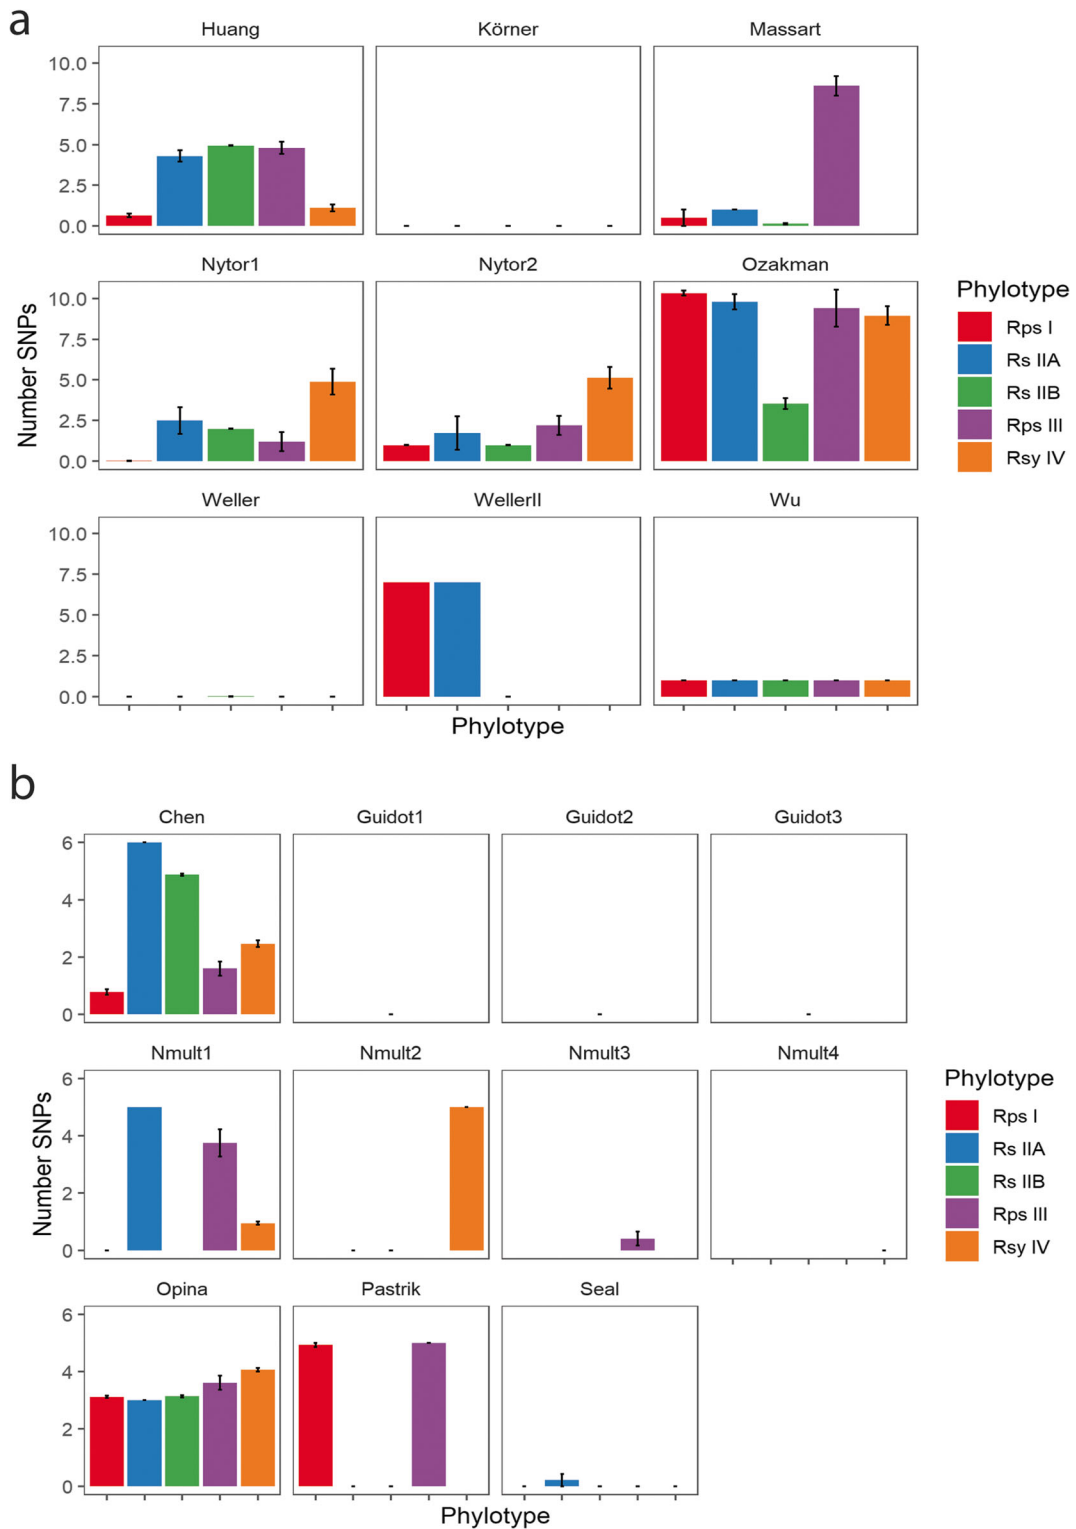 a
Huang Körner Massart
10.0
7.5
5.0
2.5
0.0
Nytor1 Nytor2 Ozakman
10.0
7.5
5.0
2.5
0.0
Number SNPs
Phylotype
Rps I
Rs IIA
Rs IIB
Rps III
Rsy IV
Weller WellerII Wu
10.0
7.5
5.0
2.5
0.0
Phylotype
b
Chen Guidot1 Guidot2 Guidot3
6
4
2
0
Nmult1 Nmult2 Nmult3 Nmult4
6
4
2
0
Number SNPs
Phylotype
Rps I
Rs IIA
Rs IIB
Rps III
Rsy IV
Opina Pastrik Seal
6
4
2
0
Phylotype